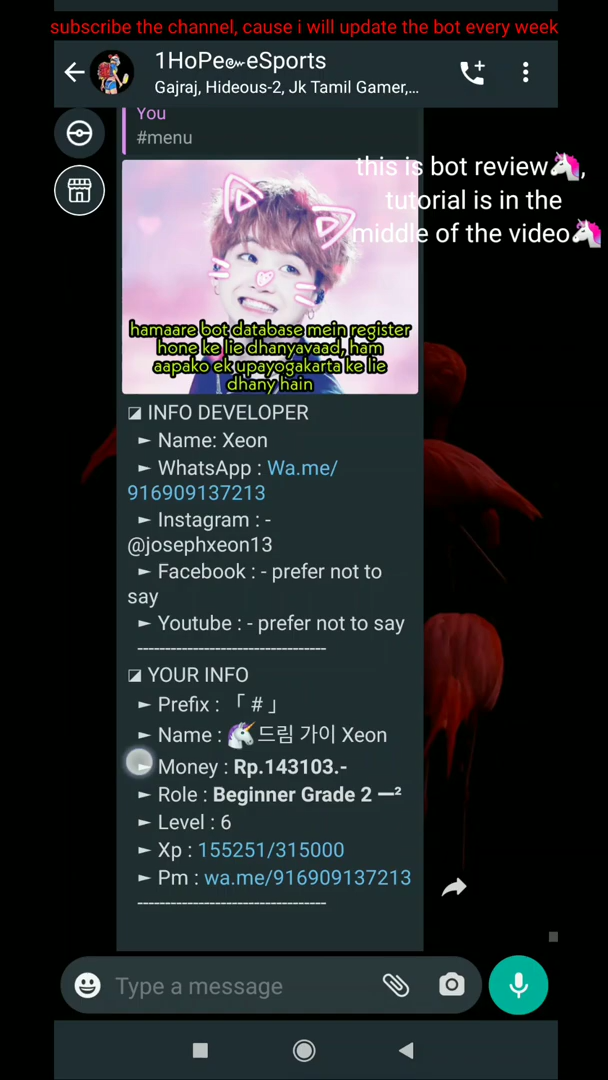 subscribe the channel, cause i will update the bot every week
1HoPe๛eSports
Gajraj, Hideous-2, Jk Tamil Gamer,...
You
#menu
this is bot review🦄,
tutorial is in the
middle of the video🦄
hamaare bot database mein register
hone ke lie dhanyavaad, ham
aapako ek upayogakarta ke lie
dhany hain
◪ INFO DEVELOPER
► Name: Xeon
► WhatsApp : Wa.me/
916909137213
► Instagram : -
@josephxeon13
► Facebook : - prefer not to
say
► Youtube : - prefer not to say
-----------------------------------
◪ YOUR INFO
► Prefix : 「 # 」
► Name : 🦄드림 가이 Xeon
► Money : Rp.143103.-
► Role : Beginner Grade 2 ー²
► Level : 6
► Xp : 155251/315000
► Pm : wa.me/916909137213
-----------------------------------
Type a message